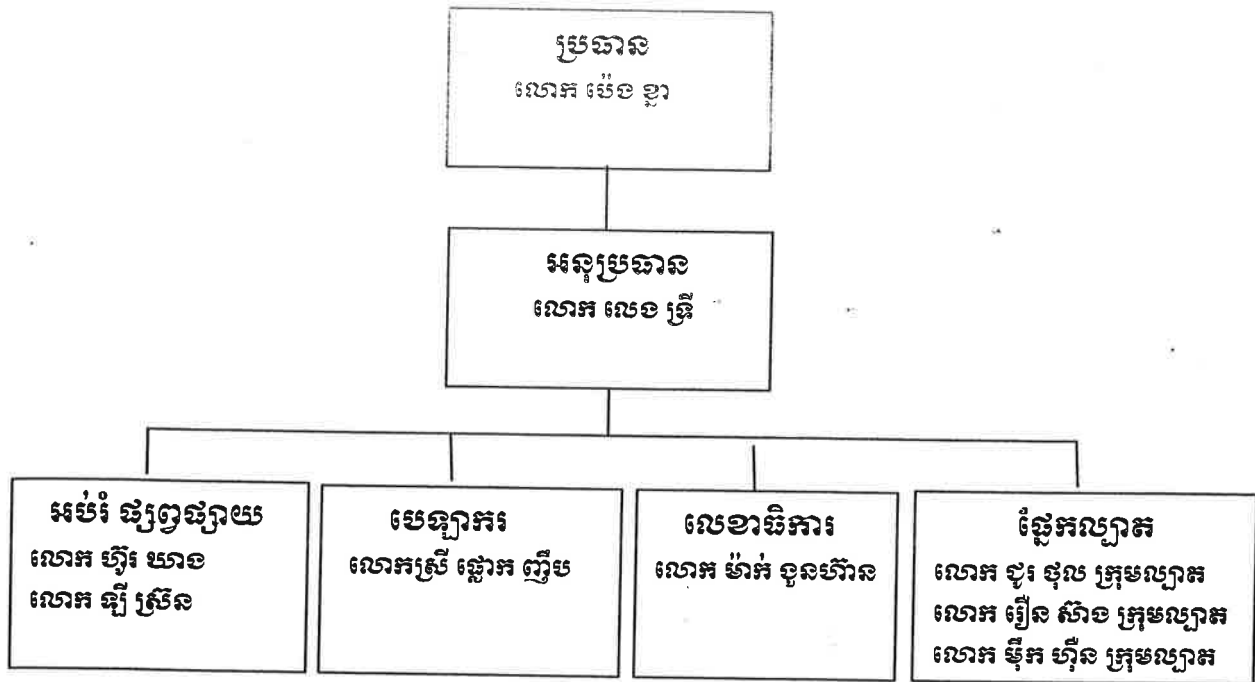 ប្រធាន
លោក ប៉េង ខ្នា
អនុប្រធាន
លោក លេង ទ្រី
អប់រំ ផ្សព្វផ្សាយ
លោក ហ៊ូរ ឃាង
លោក ឡី ស្រ៊ន
បេឡាករ
លោកស្រី ផ្លោក ញឹប
លេខាធិការ
លោក ម៉ាក់ ងួនហ៊ាន
ផ្នែកល្បាត
លោក ជូរ ថុល ក្រុមល្បាត
លោក រឿន ស៊ាង ក្រុមល្បាត
លោក ម៉ឹក ហ៊ឺន ក្រុមល្បាត